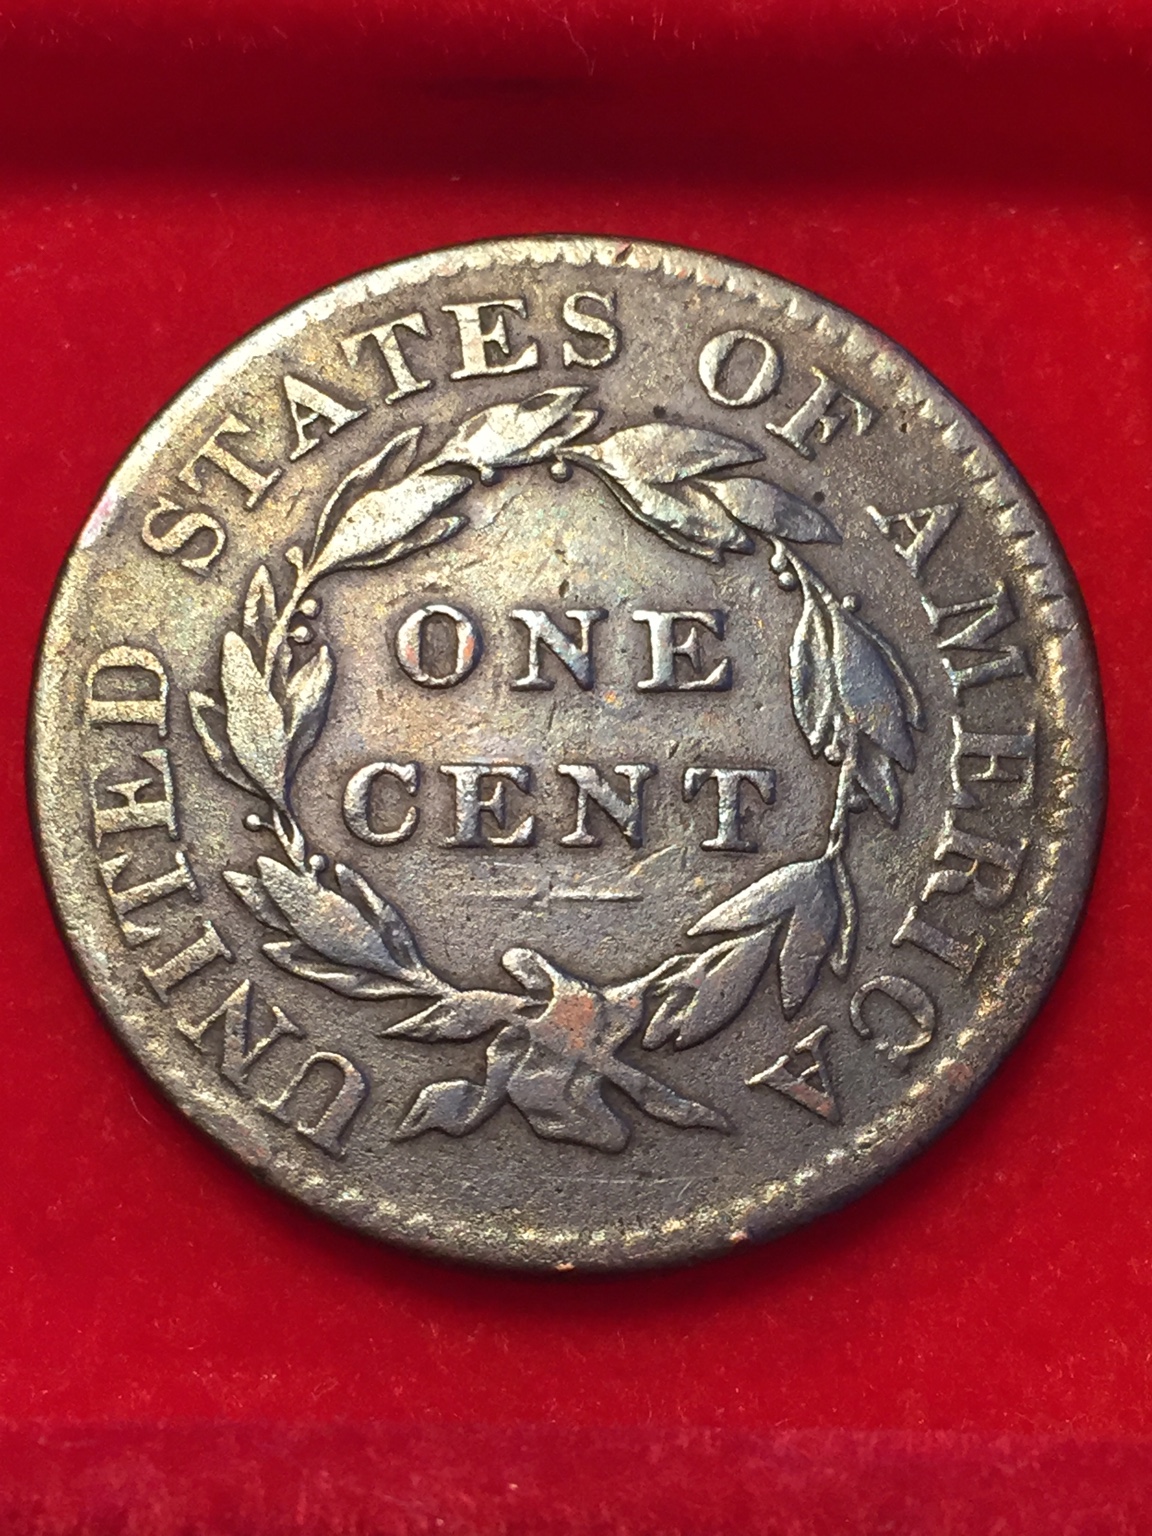 UNITED STATES OF AMERICA
ONE
CENT